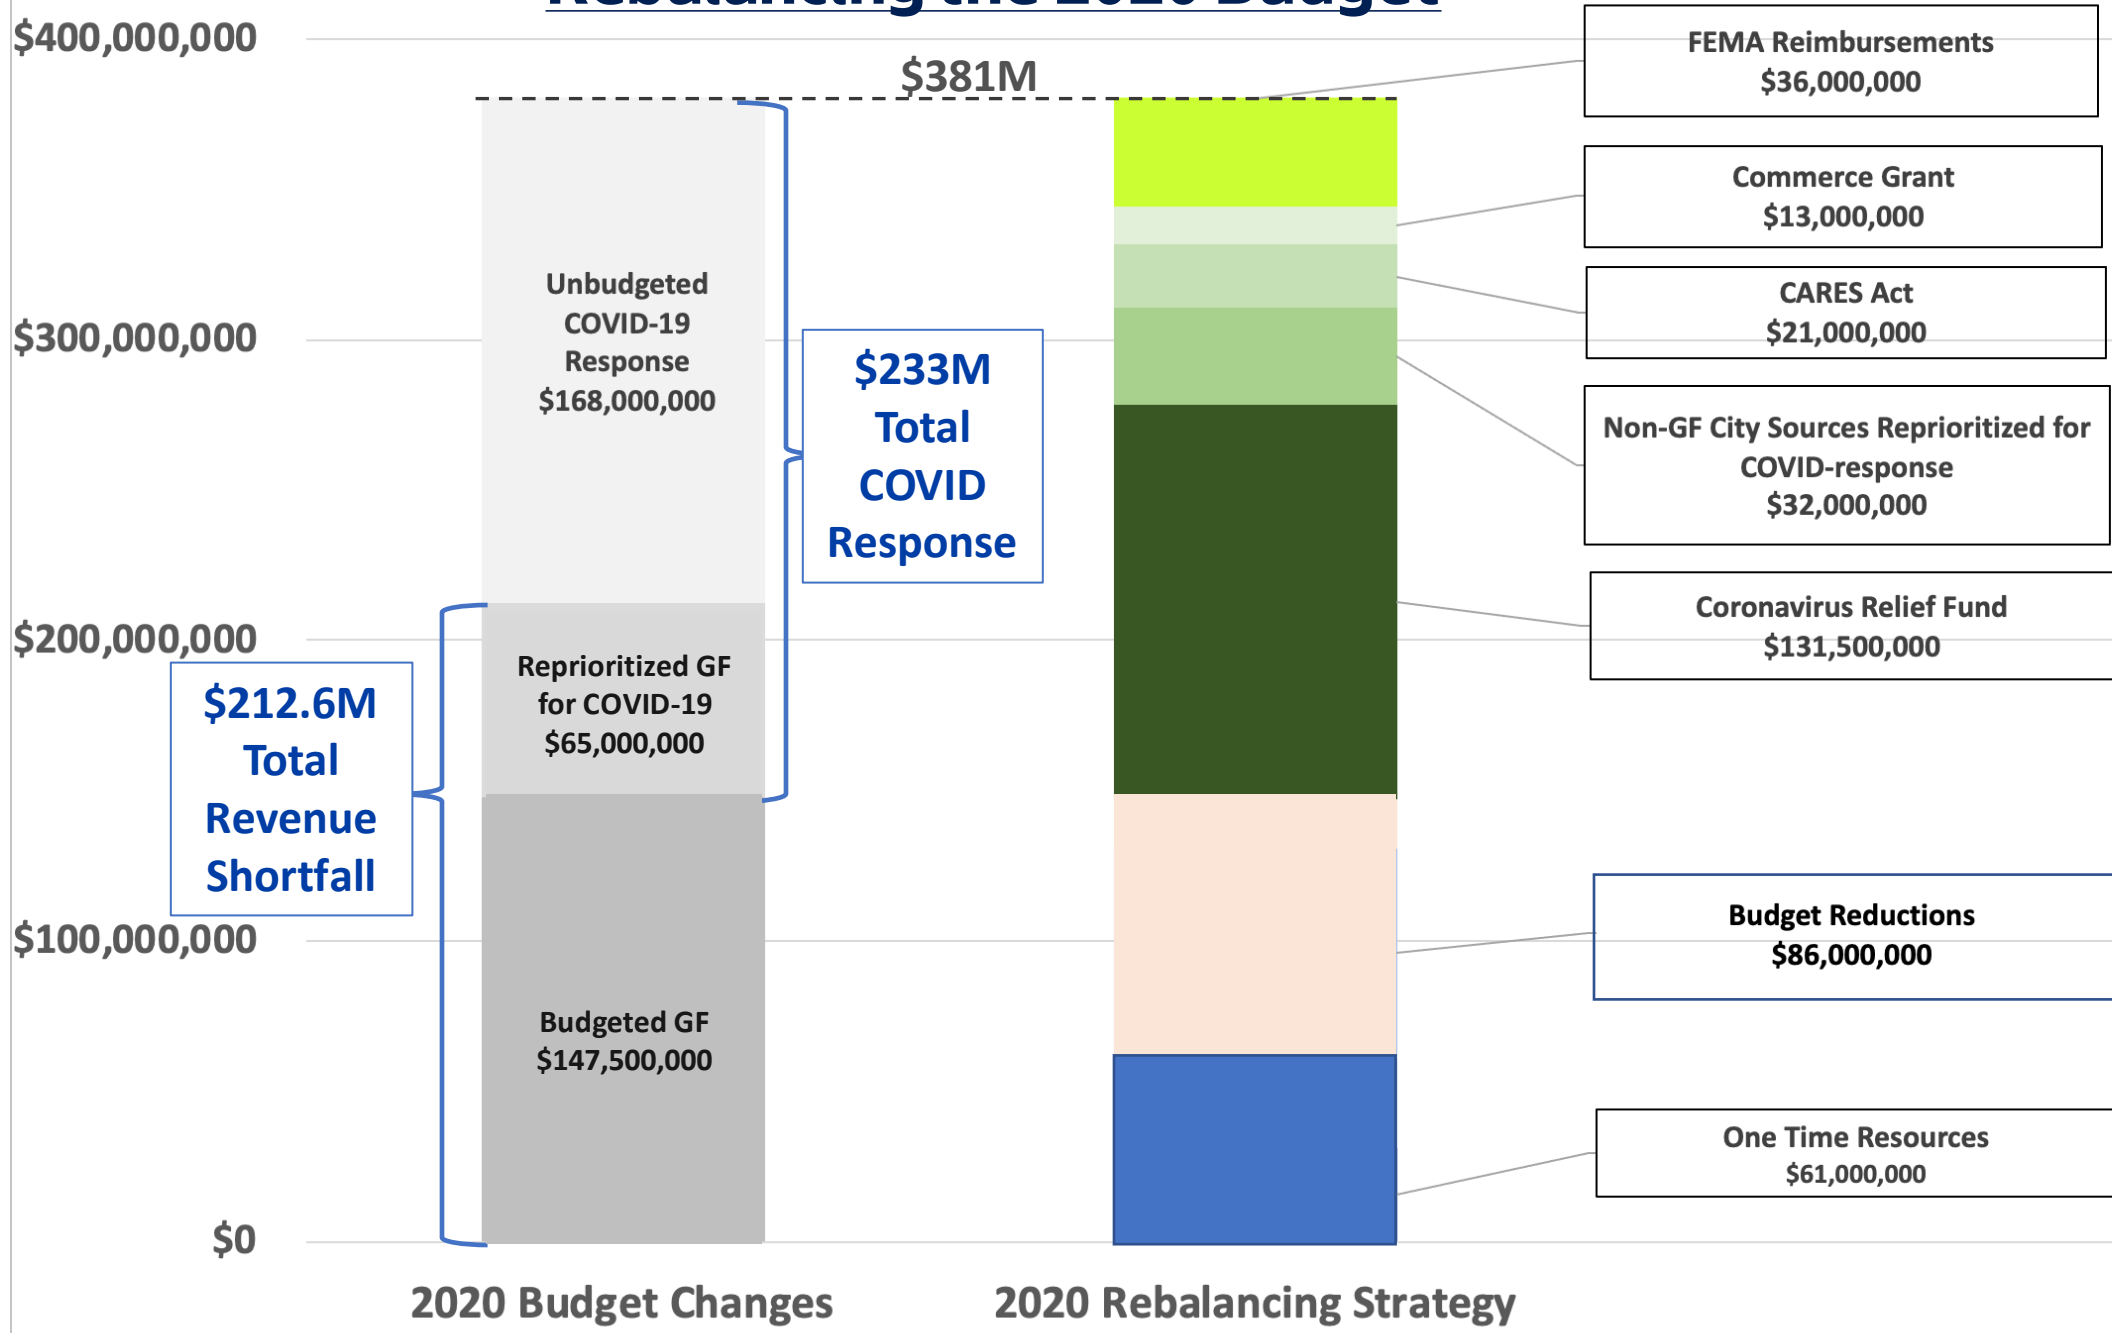 Rebalancing the 2020 Budget
$400,000,000
$300,000,000
$200,000,000
$100,000,000
$0
$381M
Unbudgeted
COVID-19
Response
$168,000,000
Reprioritized GF
for COVID-19
$65,000,000
Budgeted GF
$147,500,000
$233M
Total
COVID
Response
$212.6M
Total
Revenue
Shortfall
FEMA Reimbursements
$36,000,000
Commerce Grant
$13,000,000
CARES Act
$21,000,000
Non-GF City Sources Reprioritized for
COVID-response
$32,000,000
Coronavirus Relief Fund
$131,500,000
Budget Reductions
$86,000,000
One Time Resources
$61,000,000
2020 Budget Changes
2020 Rebalancing Strategy